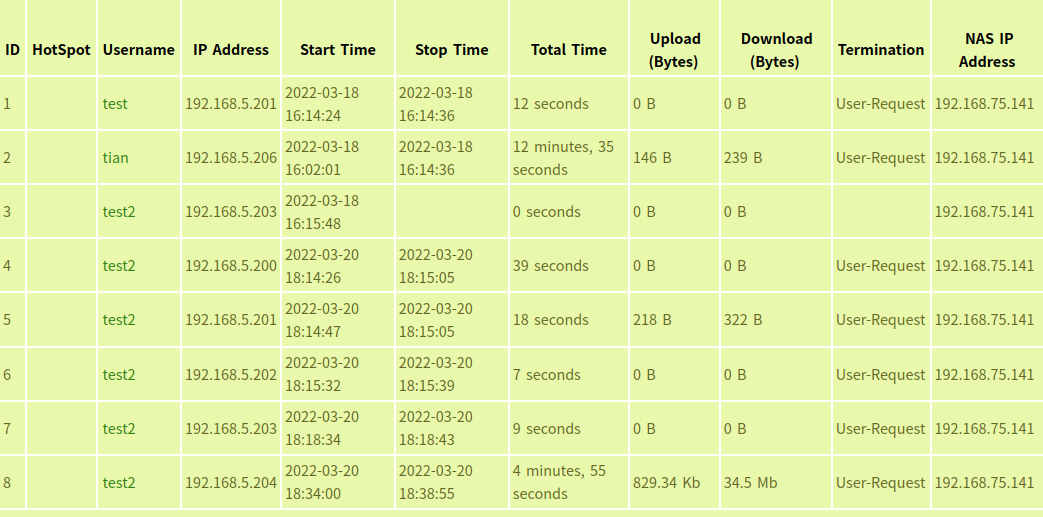 ID HotSpot Username IP Address Start Time Stop Time Total Time Upload (Bytes) Download (Bytes) Termination NAS IP Address
1 test 192.168.5.201 2022-03-18 16:14:24 2022-03-18 16:14:36 12 seconds 0 B 0 B User-Request 192.168.75.141
2 tian 192.168.5.206 2022-03-18 16:02:01 2022-03-18 16:14:36 12 minutes, 35 seconds 146 B 239 B User-Request 192.168.75.141
3 test2 192.168.5.203 2022-03-18 16:15:48 0 seconds 0 B 0 B 192.168.75.141
4 test2 192.168.5.200 2022-03-20 18:14:26 2022-03-20 18:15:05 39 seconds 0 B 0 B User-Request 192.168.75.141
5 test2 192.168.5.201 2022-03-20 18:14:47 2022-03-20 18:15:05 18 seconds 218 B 322 B User-Request 192.168.75.141
6 test2 192.168.5.202 2022-03-20 18:15:32 2022-03-20 18:15:39 7 seconds 0 B 0 B User-Request 192.168.75.141
7 test2 192.168.5.203 2022-03-20 18:18:34 2022-03-20 18:18:43 9 seconds 0 B 0 B User-Request 192.168.75.141
8 test2 192.168.5.204 2022-03-20 18:34:00 2022-03-20 18:38:55 4 minutes, 55 seconds 829.34 Kb 34.5 Mb User-Request 192.168.75.141